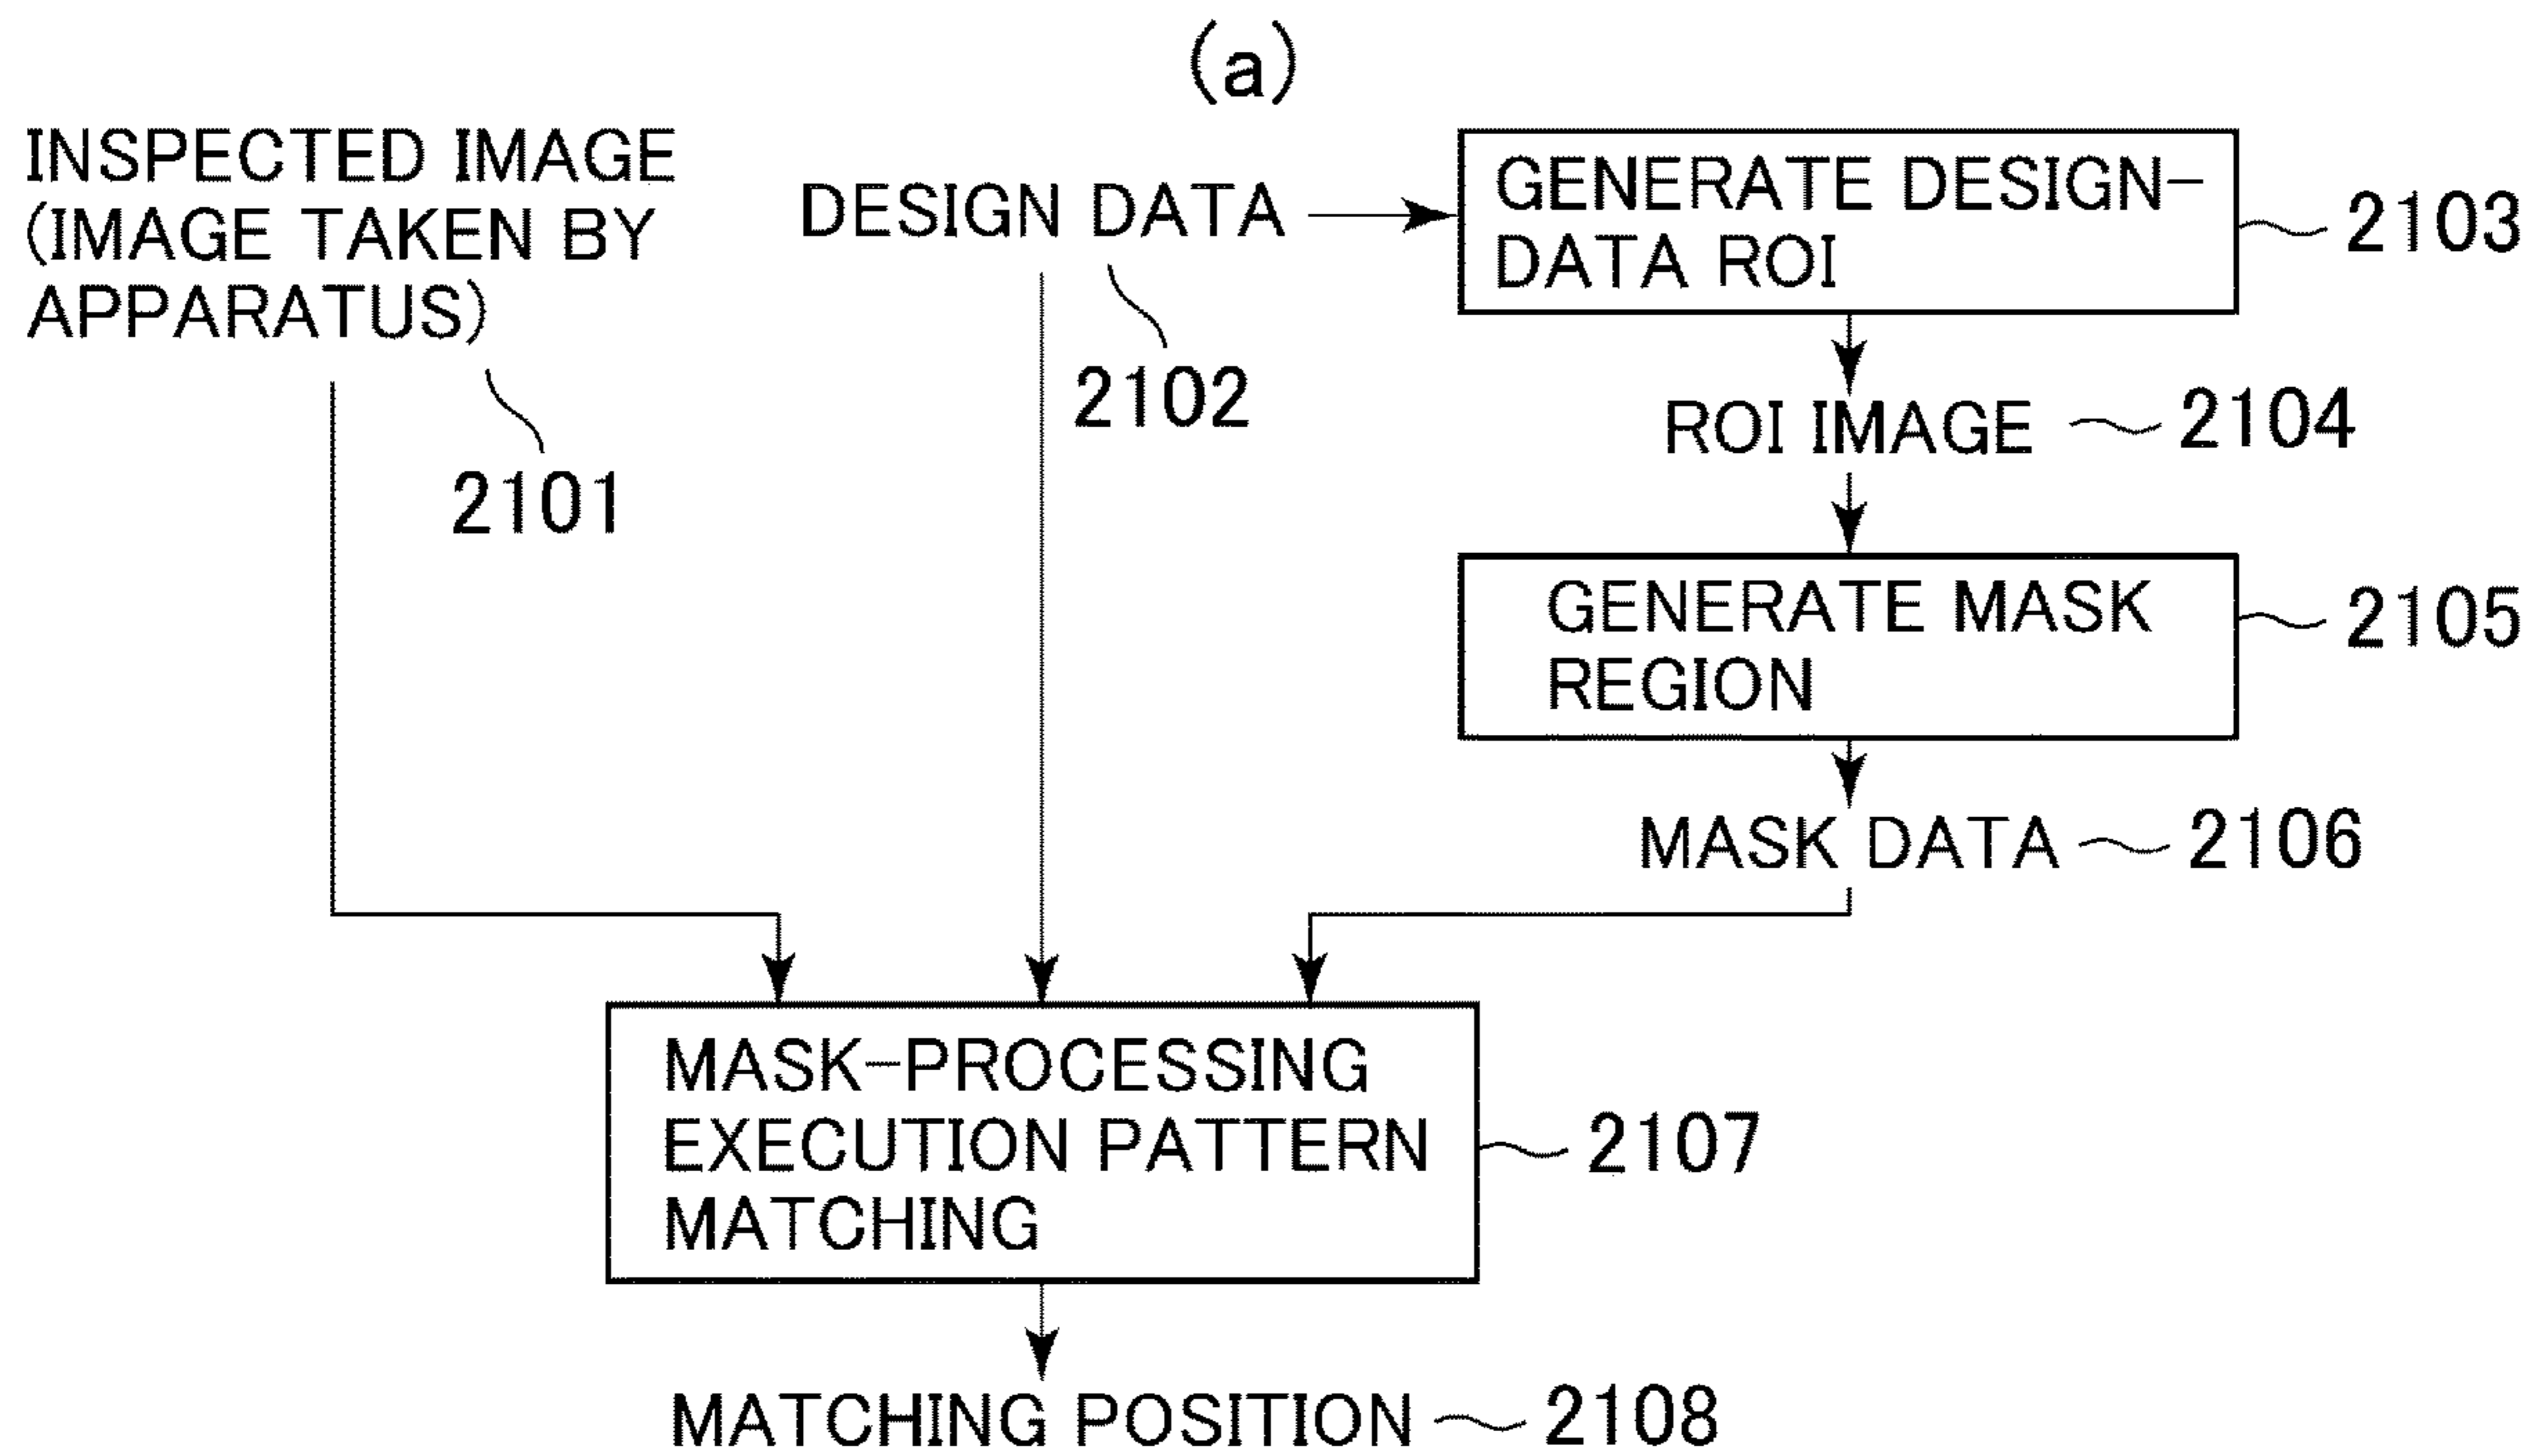 (a)
INSPECTED IMAGE
(IMAGE TAKEN BY
APPARATUS)
2101
DESIGN DATA
2102
GENERATE DESIGN-
DATA ROI
2103
ROI IMAGE
2104
GENERATE MASK
REGION
2105
MASK DATA
2106
MASK-PROCESSING
EXECUTION PATTERN
MATCHING
2107
MATCHING POSITION
2108